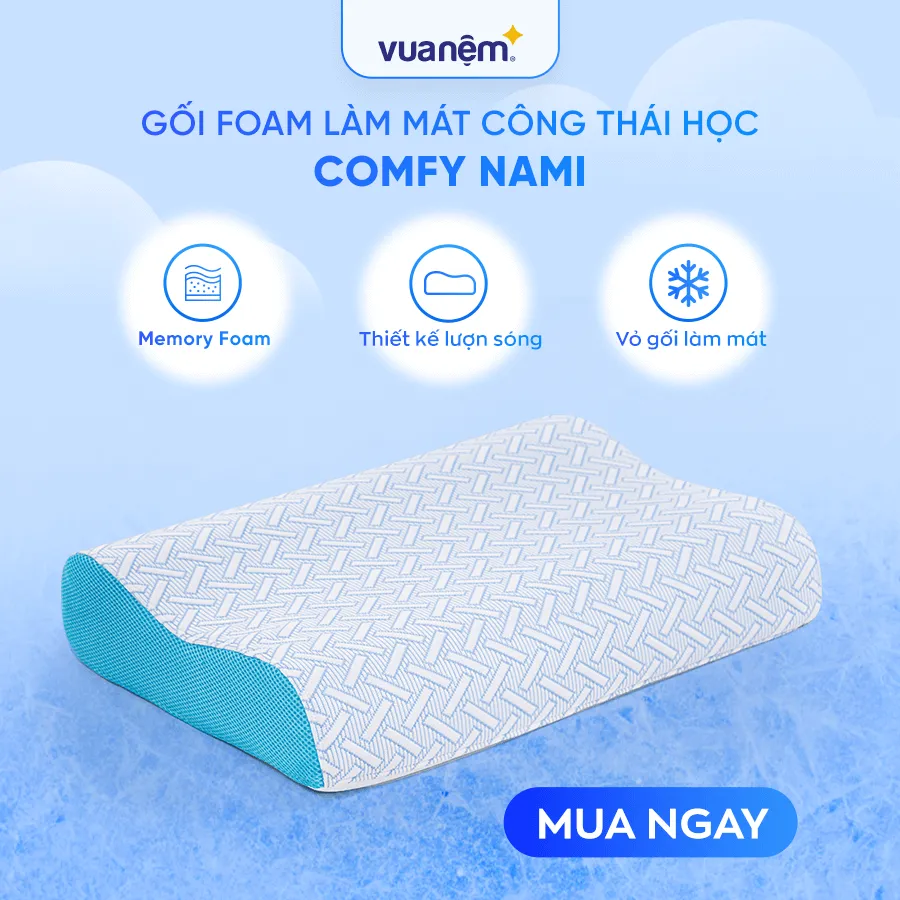 vuanệm®
GỐI FOAM LÀM MÁT CÔNG THÁI HỌC
COMFY NAMI
Memory Foam
Thiết kế lượn sóng
Vỏ gối làm mát
MUA NGAY